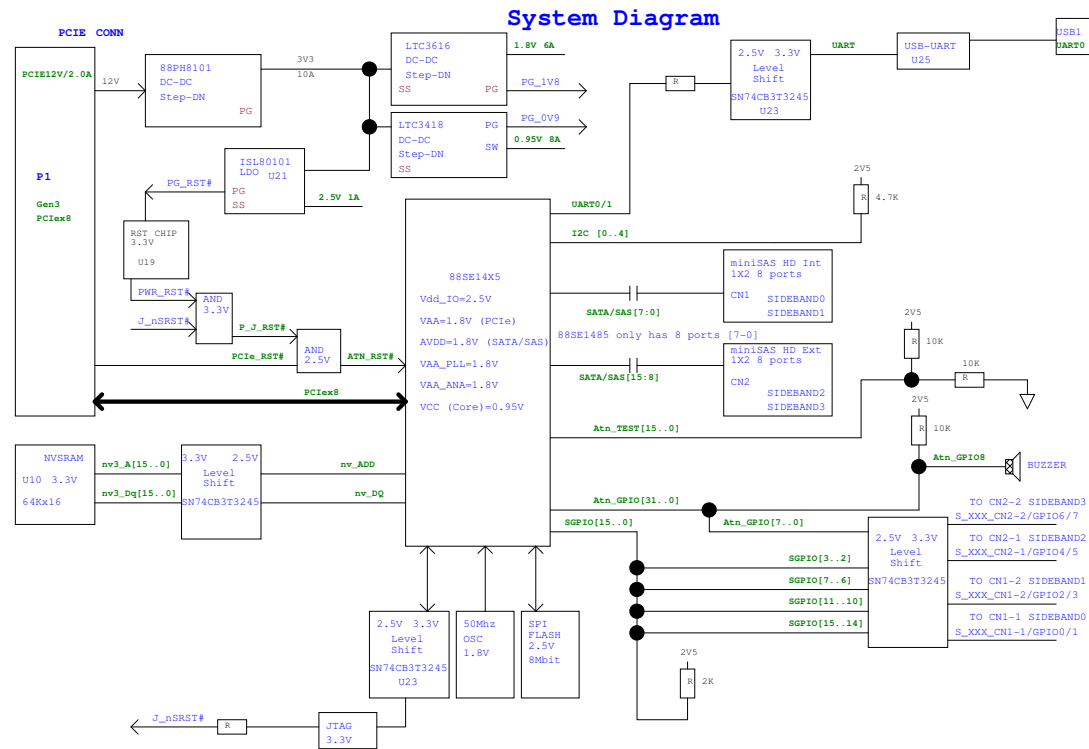 System Diagram
PCIE CONN
PCIE12V/2.0A
12V
P1
Gen3
PCIEx8
88PH8101
DC-DC
Step-DN
PG
3V3
10A
LTC3616
DC-DC
Step-DN
SS PG
1.8V 6A
PG_1V8
LTC3418 PG
DC-DC
Step-DN SW
SS
PG_0V9
0.95V 8A
ISL80101
LDO U21
PG
SS
2.5V 1A
PG_RST#
RST CHIP
3.3V
U19
PWR_RST#
J_nSRST#
AND
3.3V
P_J_RST#
PCIe_RST#
AND
2.5V
ATN_RST#
PCIex8
88SE14X5
Vdd_IO=2.5V
VAA=1.8V (PCIe)
AVDD=1.8V (SATA/SAS)
VAA_PLL=1.8V
VAA_ANA=1.8V
VCC (Core)=0.95V
R
2.5V 3.3V
Level
Shift
SN74CB3T3245
U23
UART
USB-UART
U25
USB1
UART0
UART0/1
I2C [0..4]
2V5
R 4.7K
SATA/SAS[7:0]
miniSAS HD Int
1X2 8 ports
CN1
SIDEBAND0
SIDEBAND1
88SE1485 only has 8 ports [7-0]
SATA/SAS[15:8]
miniSAS HD Ext
1X2 8 ports
CN2
SIDEBAND2
SIDEBAND3
2V5
R 10K
10K
R
Atn_TEST[15..0]
2V5
R 10K
Atn_GPIO8
BUZZER
Atn_GPIO[31..0]
SGPIO[15..0]
Atn_GPIO[7..0]
SGPIO[3..2]
SGPIO[7..6]
SGPIO[11..10]
SGPIO[15..14]
2.5V 3.3V
Level
Shift
SN74CB3T3245
TO CN2-2 SIDEBAND3
S_XXX_CN2-2/GPIO6/7
TO CN2-1 SIDEBAND2
S_XXX_CN2-1/GPIO4/5
TO CN1-2 SIDEBAND1
S_XXX_CN1-2/GPIO2/3
TO CN1-1 SIDEBAND0
S_XXX_CN1-1/GPIO0/1
2V5
R 2K
NVSRAM
U10 3.3V
64Kx16
nv3_A[15..0]
nv3_Dq[15..0]
3.3V 2.5V
Level
Shift
SN74CB3T3245
nv_ADD
nv_DQ
2.5V 3.3V
Level
Shift
SN74CB3T3245
U23
50Mhz
OSC
1.8V
SPI
FLASH
2.5V
8Mbit
J_nSRST#
R
JTAG
3.3V